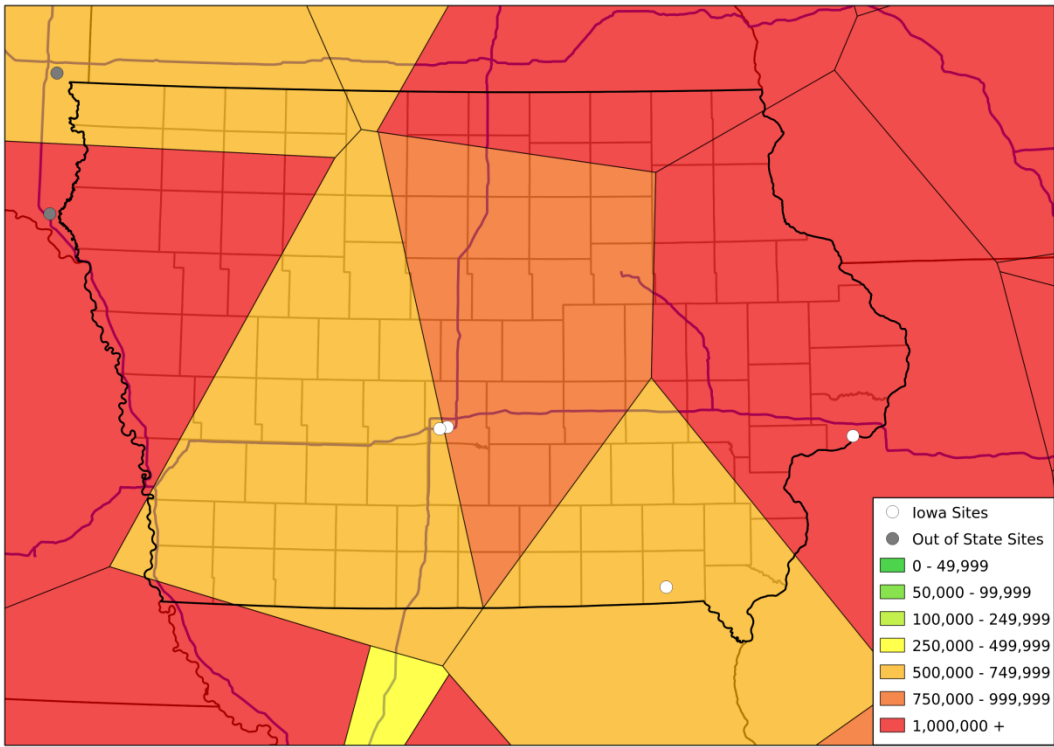 Iowa Sites
Out of State Sites
0 - 49,999
50,000 - 99,999
100,000 - 249,999
250,000 - 499,999
500,000 - 749,999
750,000 - 999,999
1,000,000 +